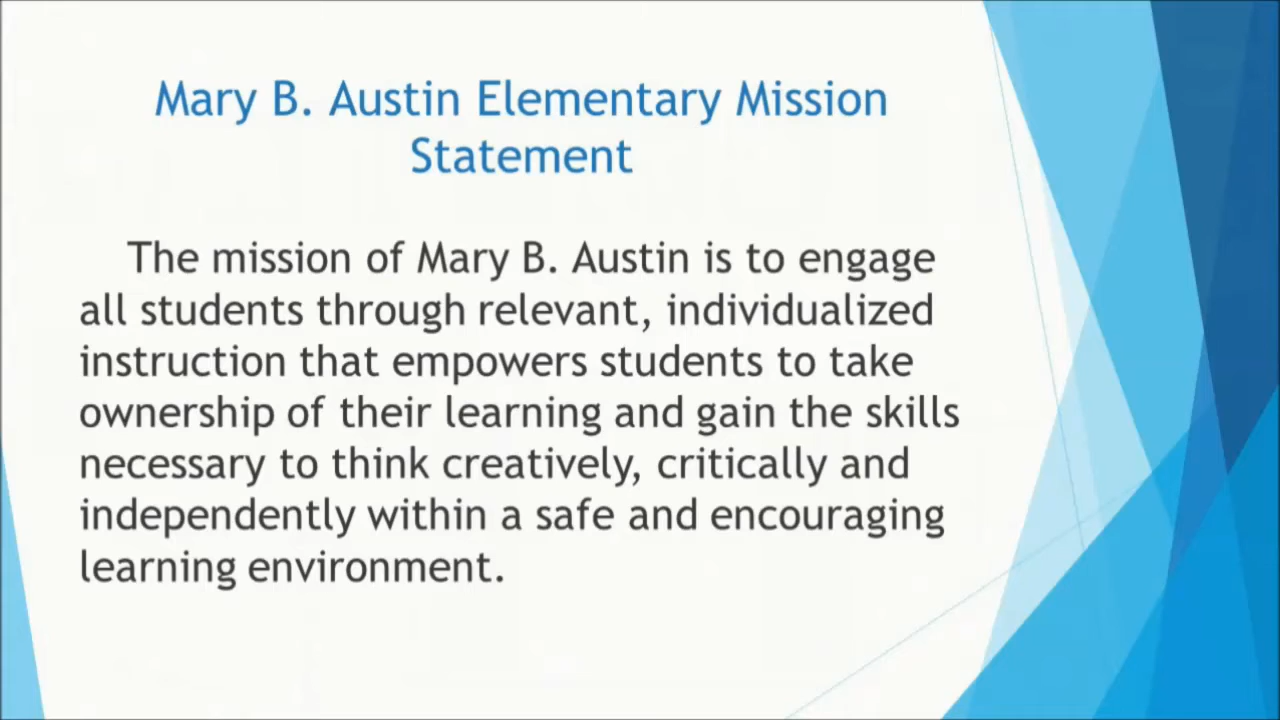 Mary B. Austin Elementary Mission
Statement
The mission of Mary B. Austin is to engage
all students through relevant, individualized
instruction that empowers students to take
ownership of their learning and gain the skills
necessary to think creatively, critically and
independently within a safe and encouraging
learning environment.